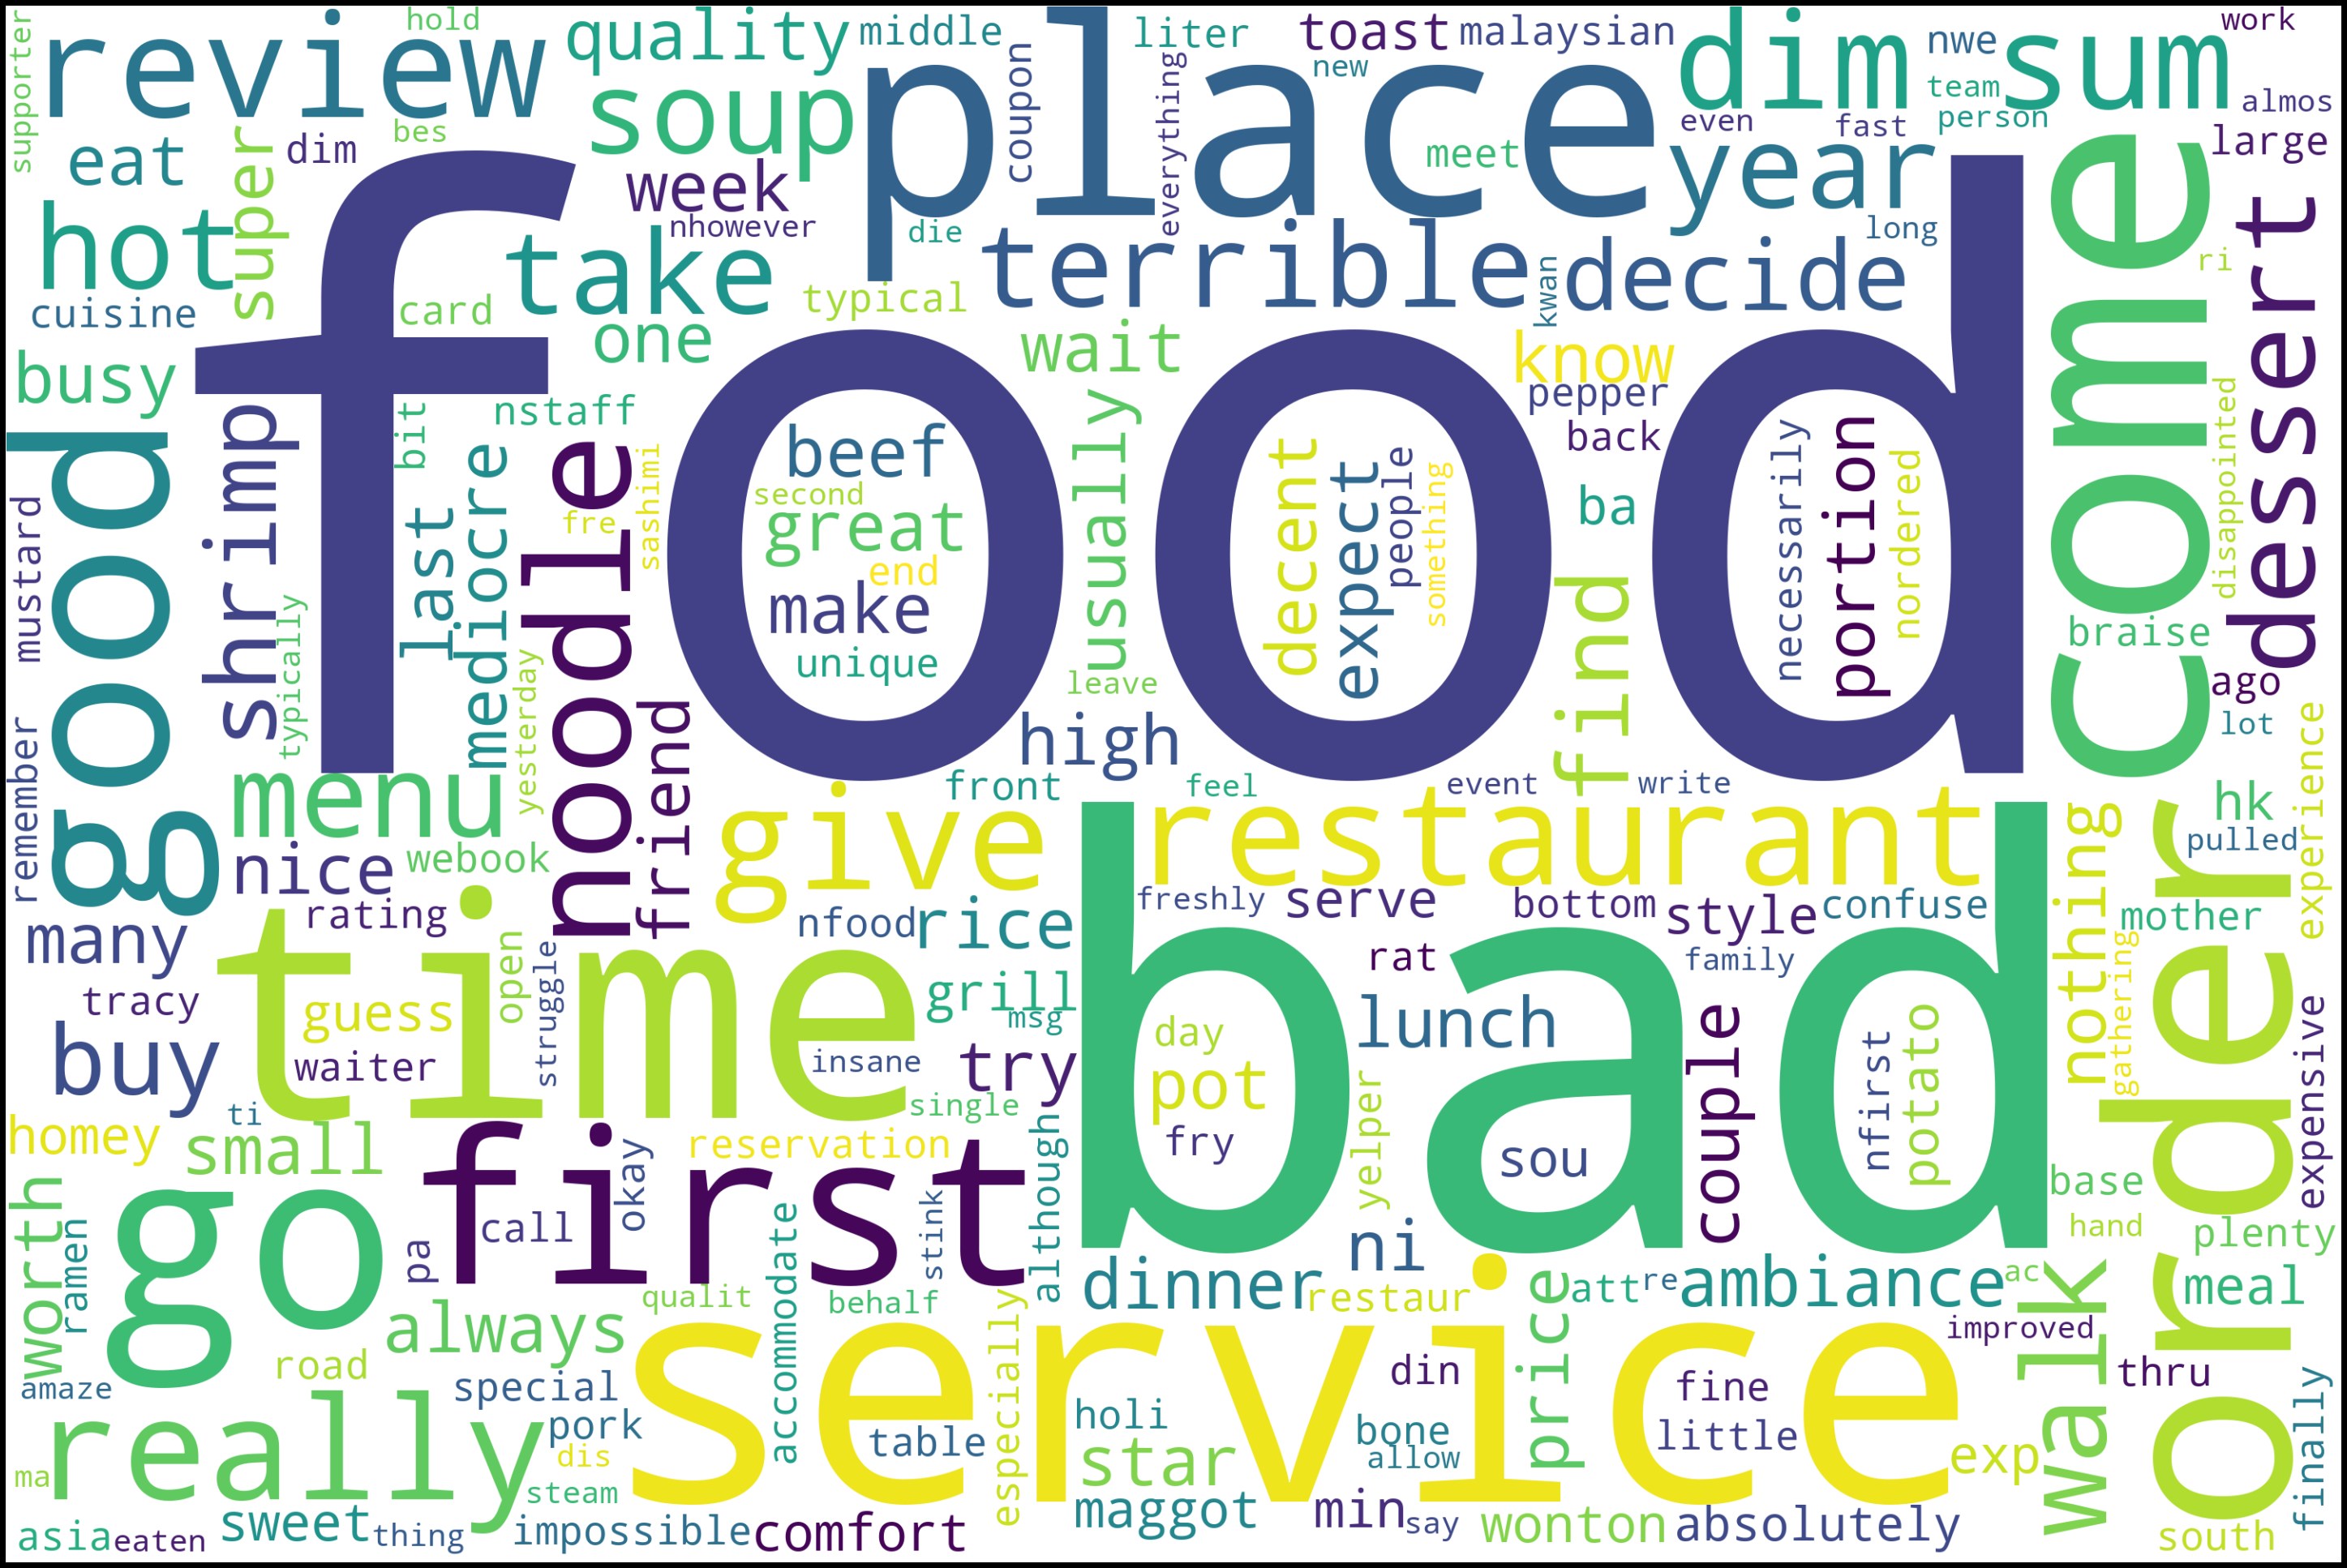 supporter
hold
review
quality
middle
liter
toast
malaysian
dim
nwe
sum
work
place
coupon
everything
new
team
almos
bes
soup
even
fast
person
large
eat
dim
super
week
meet
year
come
dessert
hot
nhowever
die
take
terrible
long
decide
ri
cuisine
card
typical
kwan
one
wait
know
busy
food
pepper
disappointed
shrimp
bit
nstaff
noodle
beef
usually
back
good
last
mediocre
sashimi
second
great
decent
expect
people
something
ba
necessarily
portion
nordered
mustard
fre
end
make
find
typically
yesterday
unique
leave
braise
ago
remember
friend
high
lot
experience
menu
front
feel
event
write
hk
nice
webook
give
restaurant
nothing
order
pulled
many
rating
nfood
rice
freshly
serve
bottom
style
confuse
mother
time
open
struggle
rat
family
gathering
tracy
guess
grill
msg
bad
day
lunch
couple
expensive
buy
waiter
insane
try
pot
yelper
nfirst
potato
ti
single
fry
sou
homey
small
first
reservation
although
base
worth
go
okay
stink
hand
plenty
ramen
pa
call
accommodate
ni
walk
dinner
restaur
att
re
ambiance
ac
meal
qualit
behalf
especially
price
improved
always
service
road
din
thru
amaze
special
fine
finally
really
pork
table
holi
bone
little
dis
star
allow
exp
ma
steam
maggot
min
say
wonton
absolutely
south
asia
eaten
sweet
thing
impossible
comfort